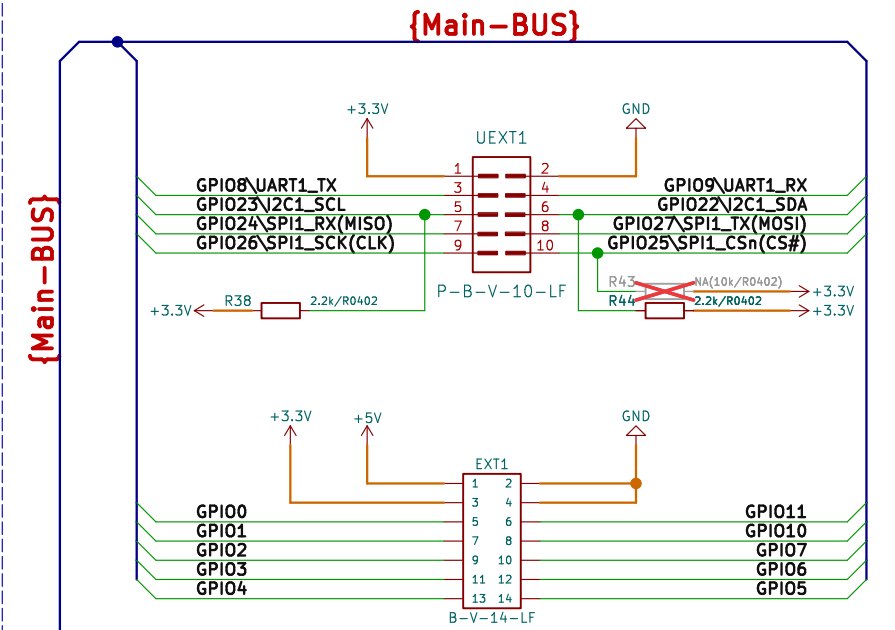 {Main-BUS}
{Main-BUS}
+3.3V
GND
UEXT1
1 2
GPIO8\UART1_TX 3 4 GPIO9\UART1_RX
GPIO23\I2C1_SCL 5 6 GPIO22\I2C1_SDA
GPIO24\SPI1_RX(MISO) 7 8 GPIO27\SPI1_TX(MOSI)
GPIO26\SPI1_SCK(CLK) 9 10 GPIO25\SPI1_CSn(CS#)
P-B-V-10-LF
R43 NA(10k/R0402) +3.3V
+3.3V R38 2.2k/R0402
R44 2.2k/R0402 +3.3V
+3.3V
+5V
GND
EXT1
1 2
3 4
GPIO0 5 6 GPIO11
GPIO1 7 8 GPIO10
GPIO2 9 10 GPIO7
GPIO3 11 12 GPIO6
GPIO4 13 14 GPIO5
B-V-14-LF